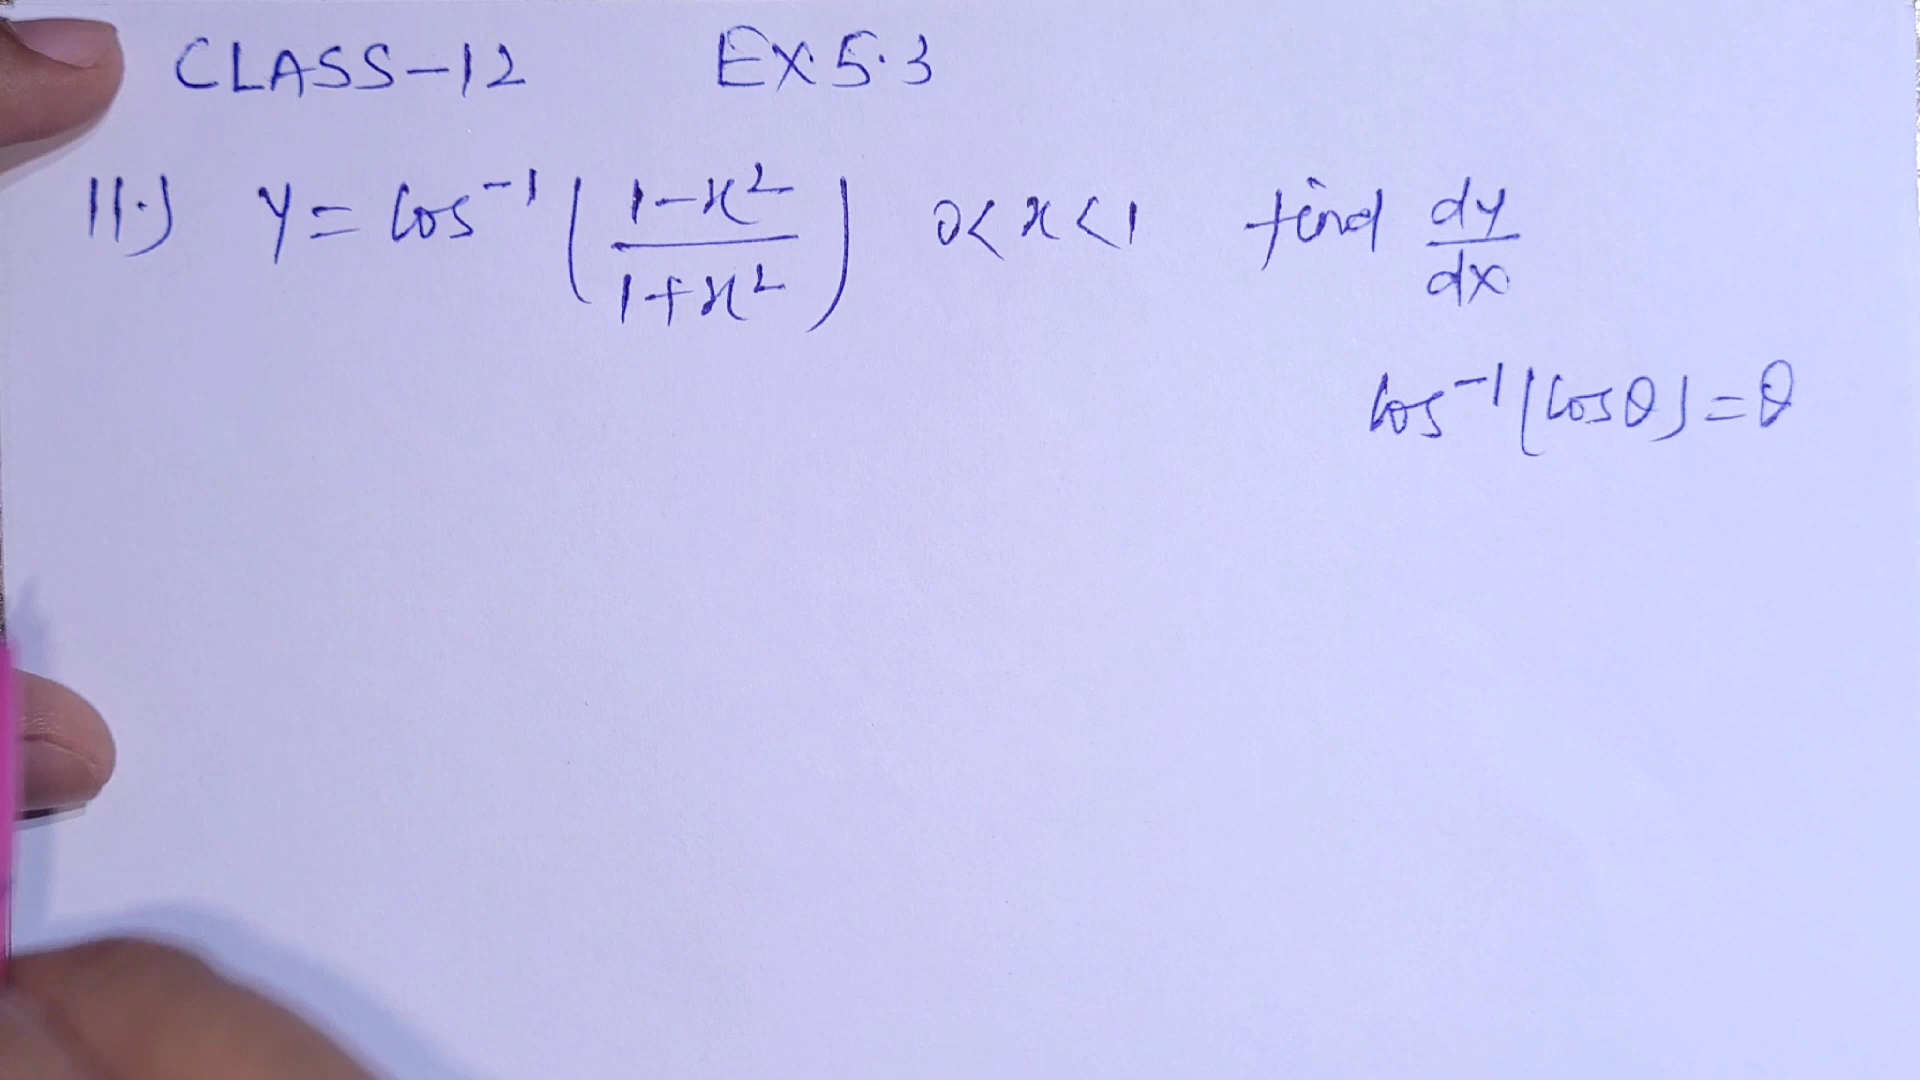 CLASS-12 EX 5.3
11.) y = cos⁻¹ ( (1-x²)/(1+x²) ) 0<x<1 find dy/dx
cos⁻¹(cosθ) = θ